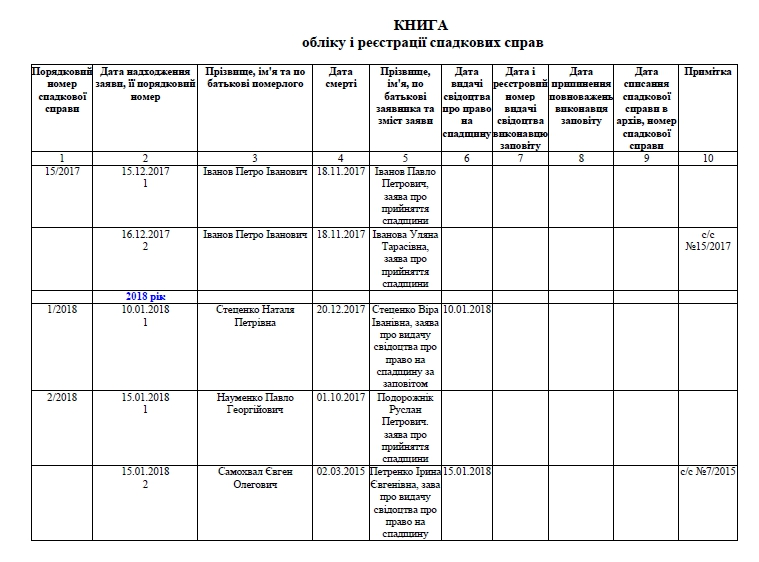 КНИГА
обліку і реєстрації спадкових справ
Порядковий номер спадкової справи
Дата надходження заяви, її порядковий номер
Прізвище, ім'я та по батькові померлого
Дата смерті
Прізвище, ім'я, по батькові заявника та зміст заяви
Дата видачі свідоцтва про право на спадщину
Дата і реєстровий номер видачі свідоцтва виконавцю заповіту
Дата припинення повноважень виконавця заповіту
Дата списання спадкової справи в архів, номер спадкової справи
Примітка
1 2 3 4 5 6 7 8 9 10
15/2017
15.12.2017
1
Іванов Петро Іванович
18.11.2017
Іванов Павло
Петрович,
заява про
прийняття
спадщини
16.12.2017
2
Іванов Петро Іванович
18.11.2017
Іванова Уляна
Тарасівна,
заява про
прийняття
спадщини
с/с
№15/2017
2018 рік
1/2018
10.01.2018
1
Стеценко Наталя
Петрівна
20.12.2017
Стеценко Віра
Іванівна, заява
про видачу
свідоцтва про
право на
спадщину за
заповітом
10.01.2018
2/2018
15.01.2018
1
Науменко Павло
Георгійович
01.10.2017
Подорожнік
Руслан
Петрович.
заява про
прийняття
спадщини
15.01.2018
2
Самохвал Євген
Олегович
02.03.2015
Петренко Ірина
Євгенівна, зава
про видачу
свідоцтва про
право на
спадщину
15.01.2018
с/с №7/2015